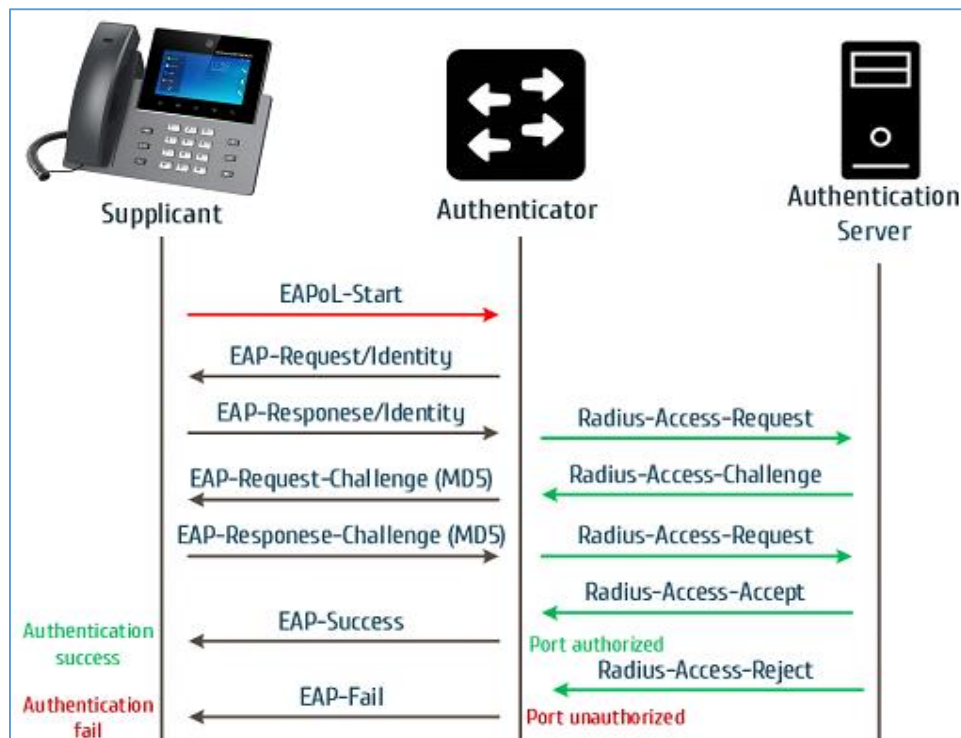 Supplicant
Authenticator
Authentication
Server
EAPoL-Start
EAP-Request/Identity
EAP-Responese/Identity
Radius-Access-Request
EAP-Request-Challenge (MD5)
Radius-Access-Challenge
EAP-Responese-Challenge (MD5)
Radius-Access-Request
Radius-Access-Accept
EAP-Success
Authentication
success
Port authorized
Radius-Access-Reject
EAP-Fail
Authentication
fail
Port unauthorized